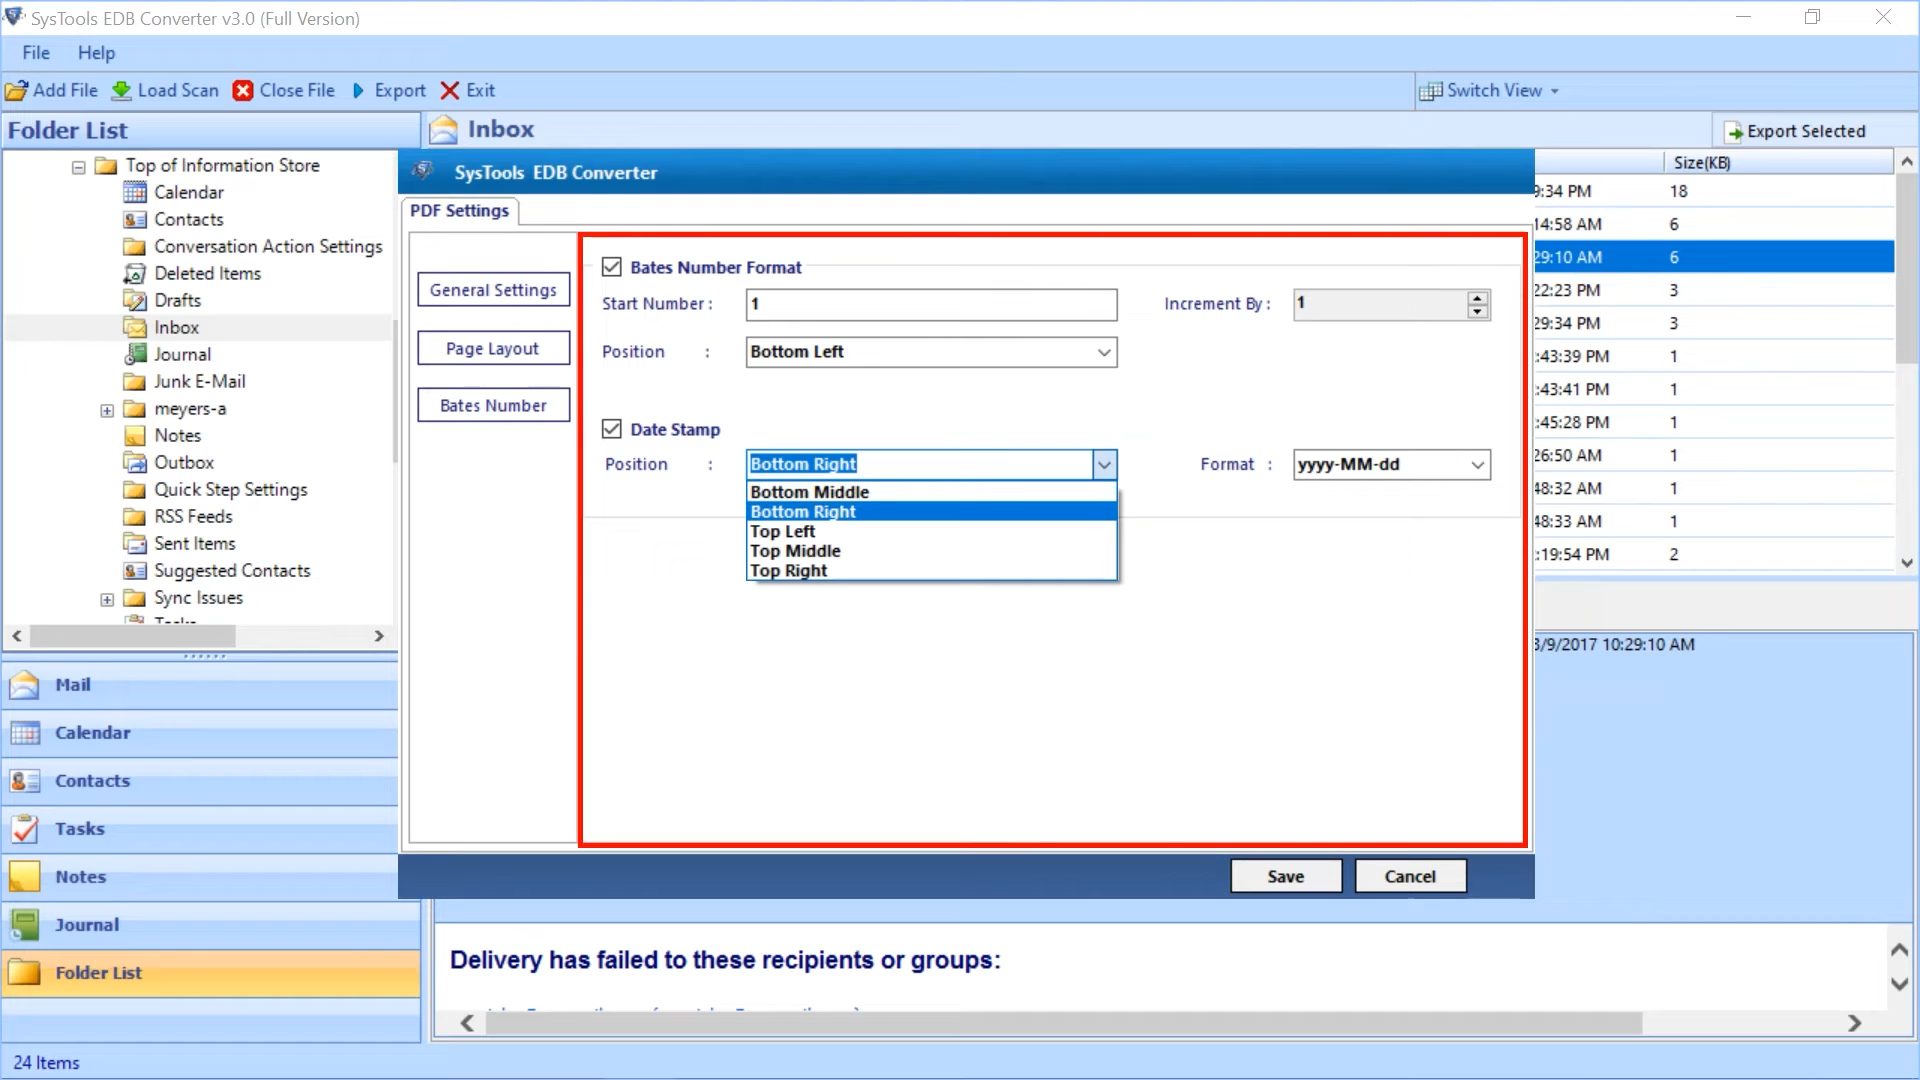 SysTools EDB Converter v3.0 (Full Version)
File Help
Add File Load Scan Close File Export Exit Switch View
Folder List
Inbox
Export Selected
Top of Information Store
Calendar
Contacts
Conversation Action Settings
Deleted Items
Drafts
Inbox
Journal
Junk E-Mail
meyers-a
Notes
Outbox
Quick Step Settings
RSS Feeds
Sent Items
Suggested Contacts
Sync Issues
Tasks
SysTools EDB Converter
PDF Settings
General Settings
Page Layout
Bates Number
Bates Number Format
Start Number : 1 Increment By : 1
Position : Bottom Left
Date Stamp
Position : Bottom Right Format : yyyy-MM-dd
Bottom Middle
Bottom Right
Top Left
Top Middle
Top Right
Save Cancel
Size(KB)
9:34 PM 18
14:58 AM 6
29:10 AM 6
22:23 PM 3
29:34 PM 3
:43:39 PM 1
:43:41 PM 1
:45:28 PM 1
26:50 AM 1
48:32 AM 1
48:33 AM 1
:19:54 PM 2
3/9/2017 10:29:10 AM
Mail
Calendar
Contacts
Tasks
Notes
Journal
Folder List
Delivery has failed to these recipients or groups:
24 Items